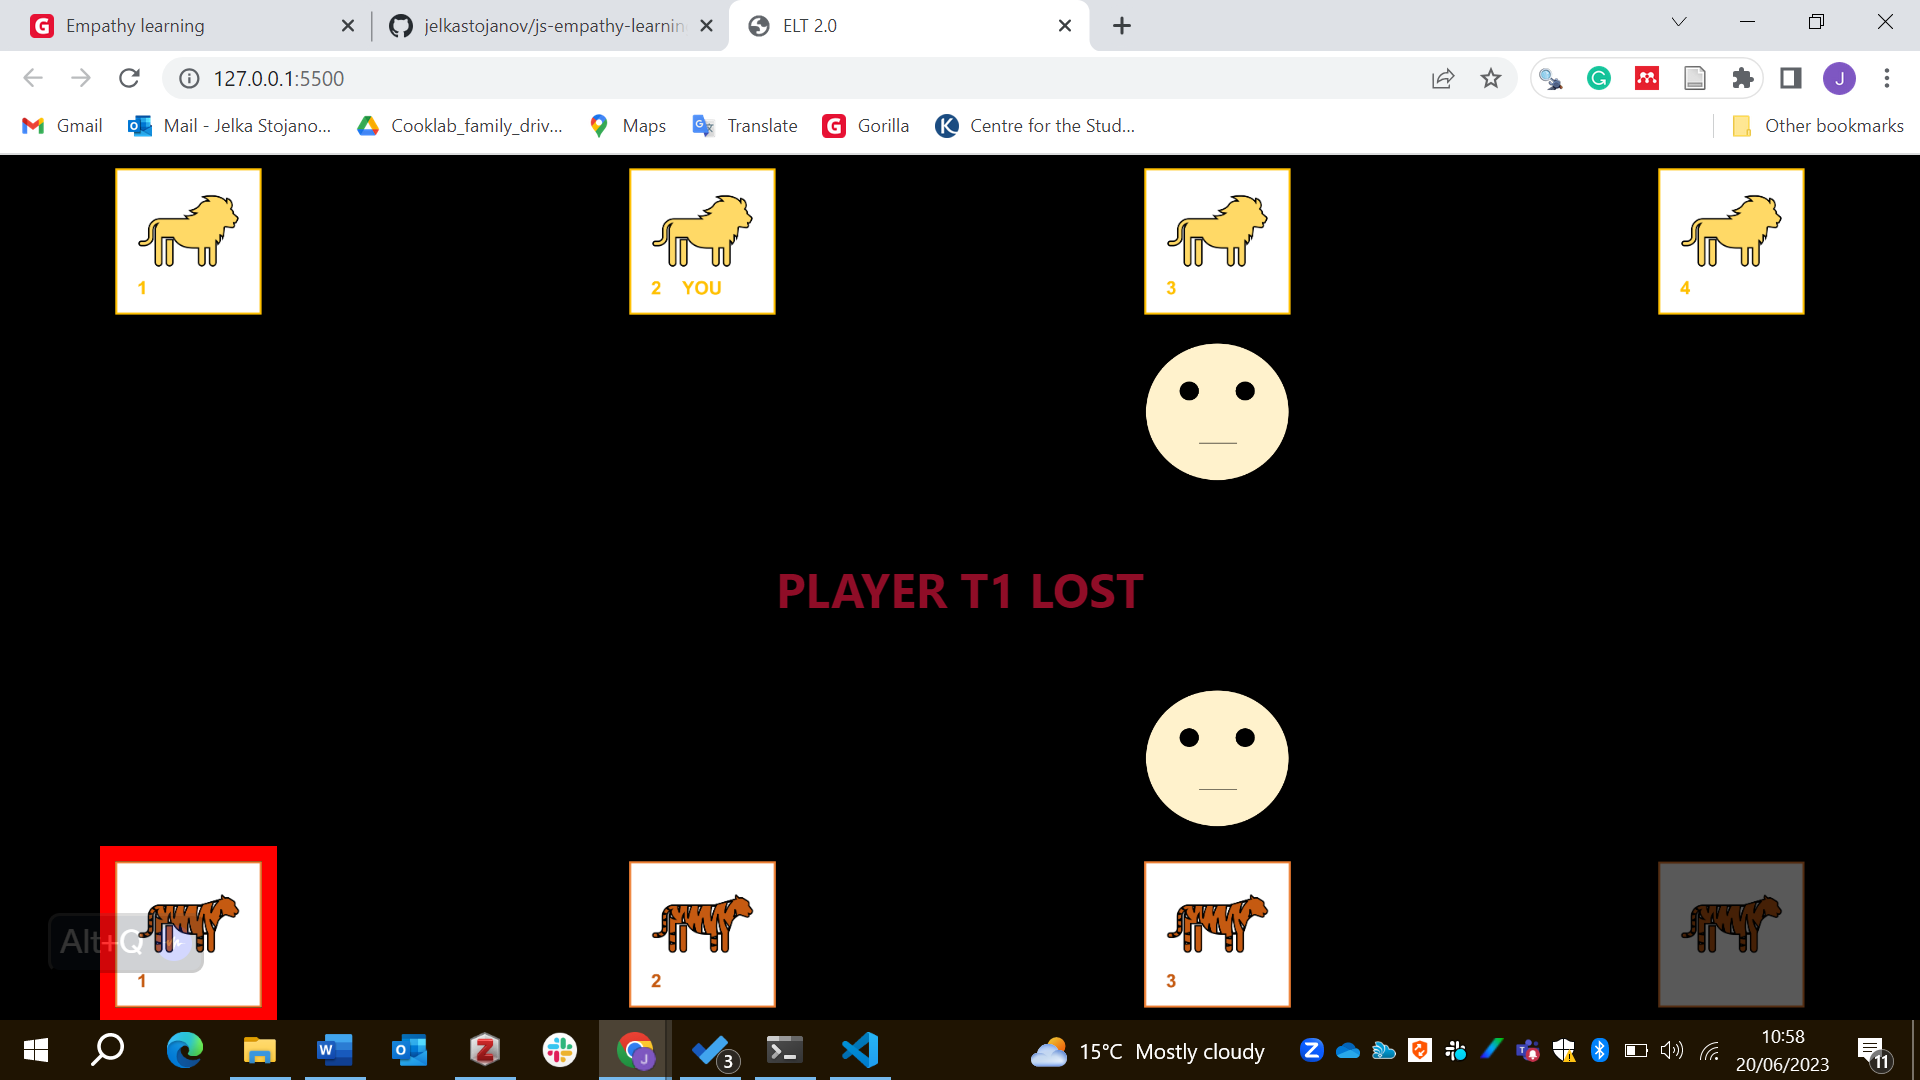 Empathy learning
jelkastojanov/js-empathy-learnin
ELT 2.0
127.0.0.1:5500
J
Gmail
Mail - Jelka Stojano...
Cooklab_family_driv...
Maps
Translate
Gorilla
Centre for the Stud...
Other bookmarks
1
2 YOU
3
4
PLAYER T1 LOST
Alt+Q
1
2
3
15°C Mostly cloudy
3
10:58
20/06/2023
11